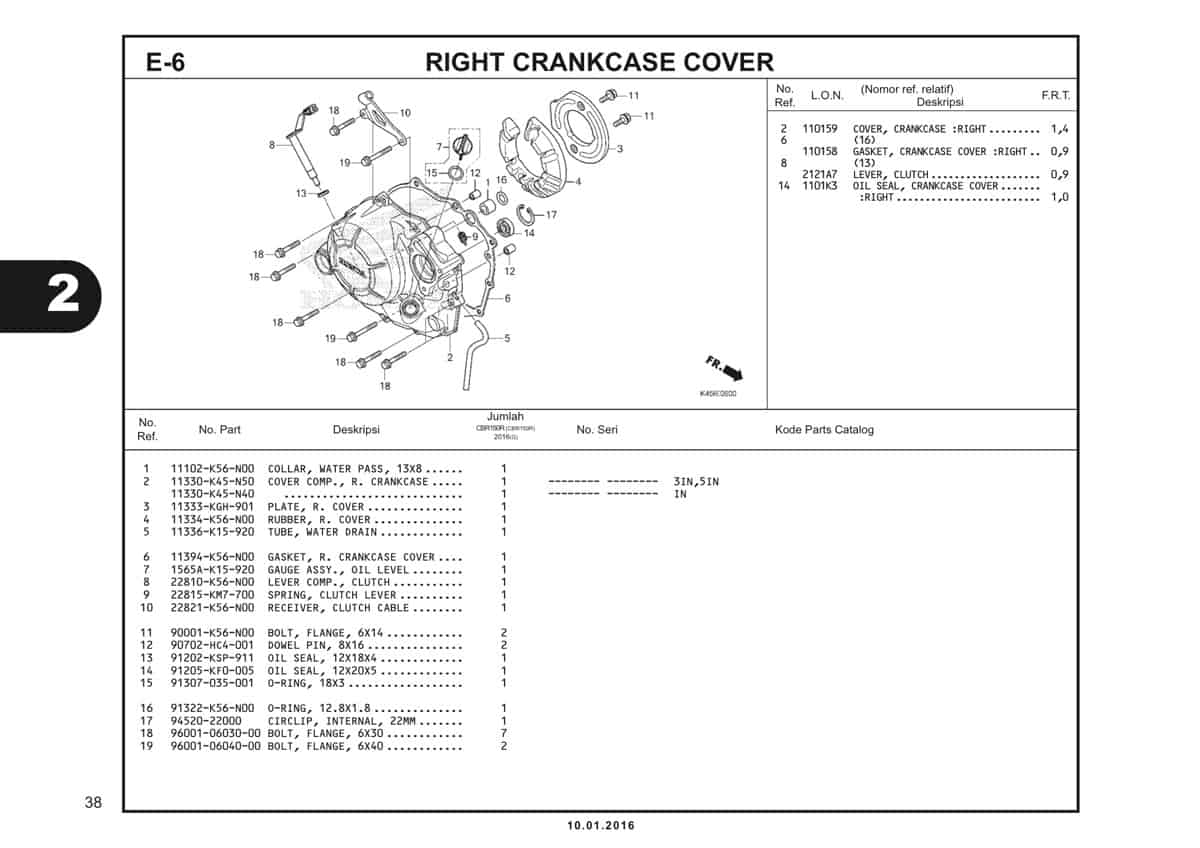 E-6 RIGHT CRANKCASE COVER
18 10 11
11
8 7 3
19
15 12 16 4
1
13
17
14
9
18
12
18
6
18
19 5
18 2
18
HONDA
FR.
K45E0600
No. Ref. L.O.N. (Nomor ref. relatif) Deskripsi F.R.T.
2 110159 COVER, CRANKCASE :RIGHT......... 1,4
6 (16)
110158 GASKET, CRANKCASE COVER :RIGHT.. 0,9
8 (13)
2121A7 LEVER, CLUTCH................... 0,9
14 1101K3 OIL SEAL, CRANKCASE COVER.......
:RIGHT......................... 1,0
2
No. Ref. No. Part Deskripsi Jumlah CBR150R (CBR150R) 2016(G) No. Seri Kode Parts Catalog
1 11102-K56-N00 COLLAR, WATER PASS, 13X8...... 1
2 11330-K45-N50 COVER COMP., R. CRANKCASE..... 1 -------- -------- 3IN,5IN
11330-K45-N40 ............................ 1 -------- -------- IN
3 11333-KGH-901 PLATE, R. COVER............... 1
4 11334-K56-N00 RUBBER, R. COVER.............. 1
5 11336-K15-920 TUBE, WATER DRAIN............. 1
6 11394-K56-N00 GASKET, R. CRANKCASE COVER.... 1
7 1565A-K15-920 GAUGE ASSY., OIL LEVEL........ 1
8 22810-K56-N00 LEVER COMP., CLUTCH........... 1
9 22815-KM7-700 SPRING, CLUTCH LEVER.......... 1
10 22821-K56-N00 RECEIVER, CLUTCH CABLE........ 1
11 90001-K56-N00 BOLT, FLANGE, 6X14............ 2
12 90702-HC4-001 DOWEL PIN, 8X16............... 2
13 91202-KSP-911 OIL SEAL, 12X18X4............. 1
14 91205-KF0-005 OIL SEAL, 12X20X5............. 1
15 91307-035-001 O-RING, 18X3.................. 1
16 91322-K56-N00 O-RING, 12.8X1.8.............. 1
17 94520-22000 CIRCLIP, INTERNAL, 22MM....... 1
18 96001-06030-00 BOLT, FLANGE, 6X30............ 7
19 96001-06040-00 BOLT, FLANGE, 6X40............ 2
38
10.01.2016